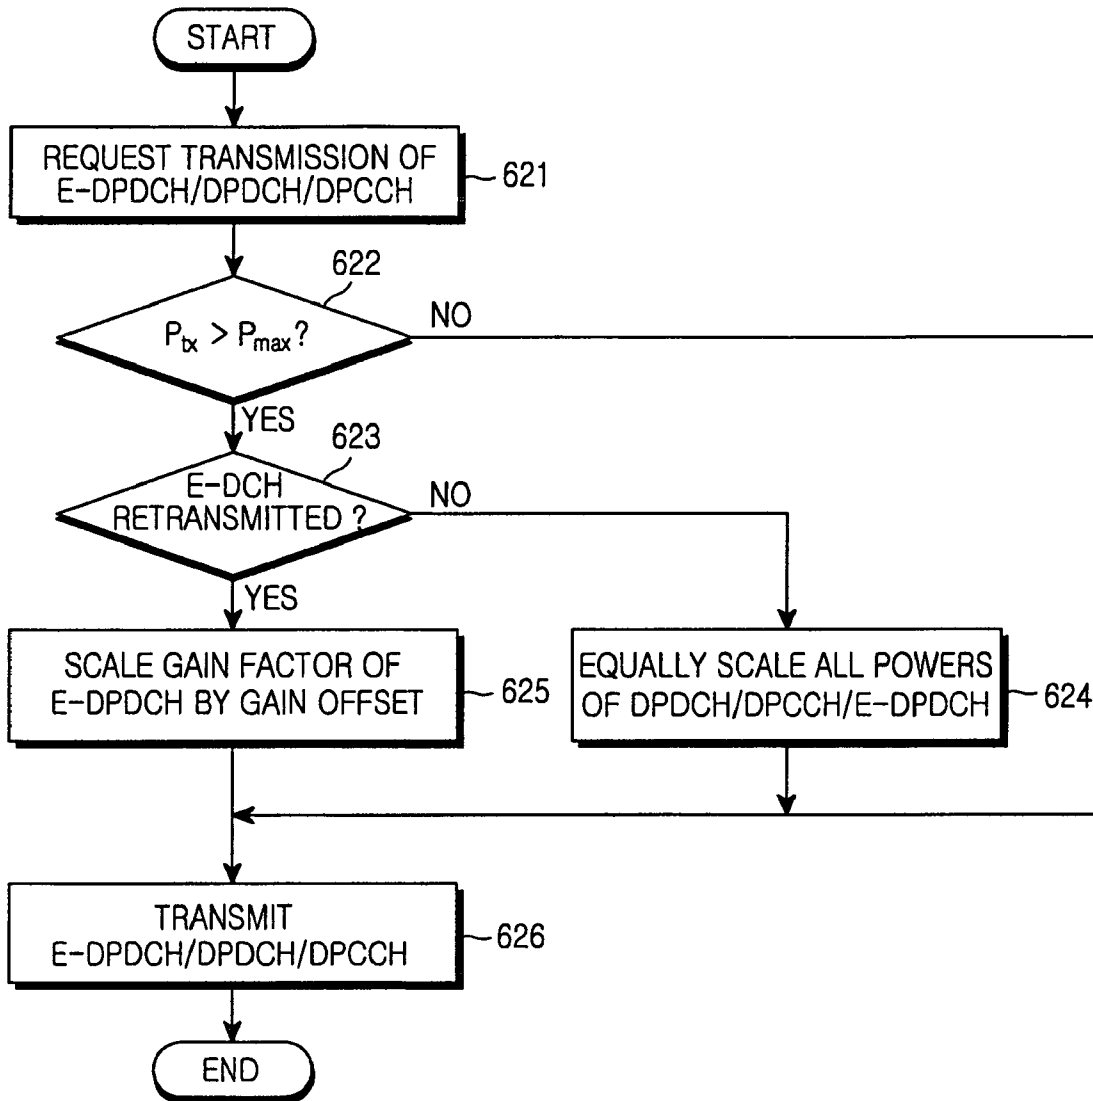 START
REQUEST TRANSMISSION OF
E-DPDCH/DPDCH/DPCCH
621
622
Ptx > Pmax?
NO
YES
623
E-DCH
RETRANSMITTED ?
NO
YES
SCALE GAIN FACTOR OF
E-DPDCH BY GAIN OFFSET
625
EQUALLY SCALE ALL POWERS
OF DPDCH/DPCCH/E-DPDCH
624
TRANSMIT
E-DPDCH/DPDCH/DPCCH
626
END